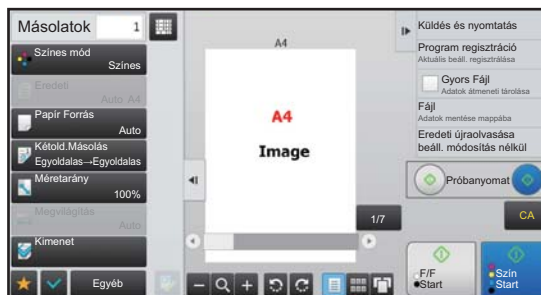 Másolatok 1
Színes mód
Színes
Eredeti
Auto A4
Papír Forrás
Auto
Kétold.Másolás
Egyoldalas→Egyoldalas
Méretarány
100%
Megvilágítás
Auto
Kimenet
Egyéb
A4
A4
Image
1/7
Küldés és nyomtatás
Program regisztráció
Aktuális beáll. regisztrálása
Gyors Fájl
Adatok átmeneti tárolása
Fájl
Adatok mentése mappába
Eredeti újraolvasása
beáll. módosítás nélkül
Próbanyomat
CA
F/F
Start
Szín
Start